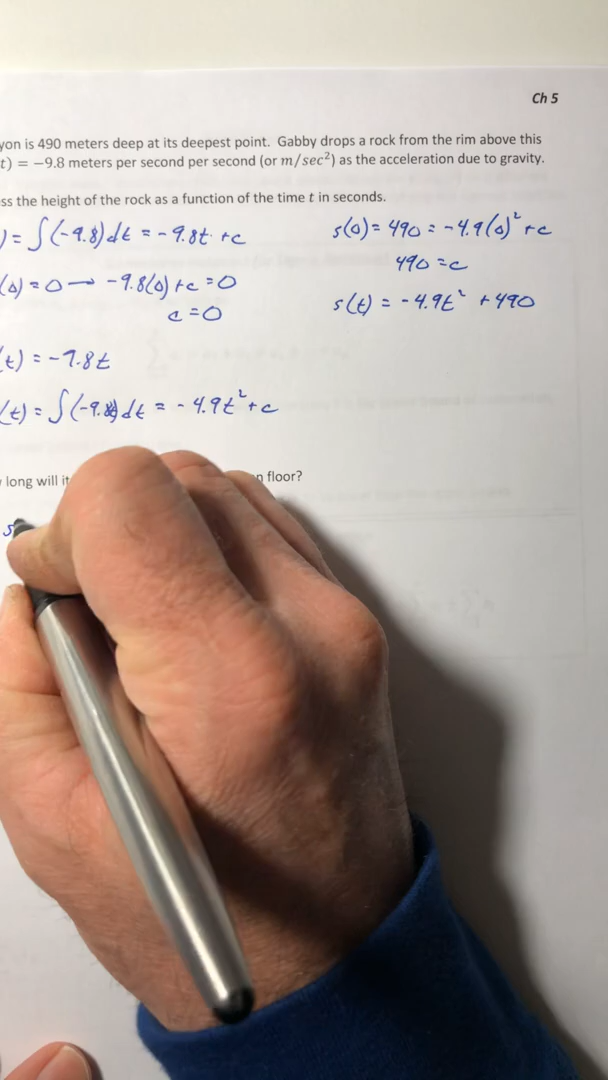 Ch 5
yon is 490 meters deep at its deepest point. Gabby drops a rock from the rim above this
t) = −9.8 meters per second per second (or m/sec²) as the acceleration due to gravity.
ss the height of the rock as a function of the time t in seconds.
) = ∫(-9.8)dt = -9.8t + c
(0) = 0 → -9.8(0) + c = 0
c = 0
(t) = -9.8t
(t) = ∫(-9.8t)dt = -4.9t² + c
s(0) = 490 = -4.9(0)² + c
490 = c
s(t) = -4.9t² + 490
long will it n floor?
s